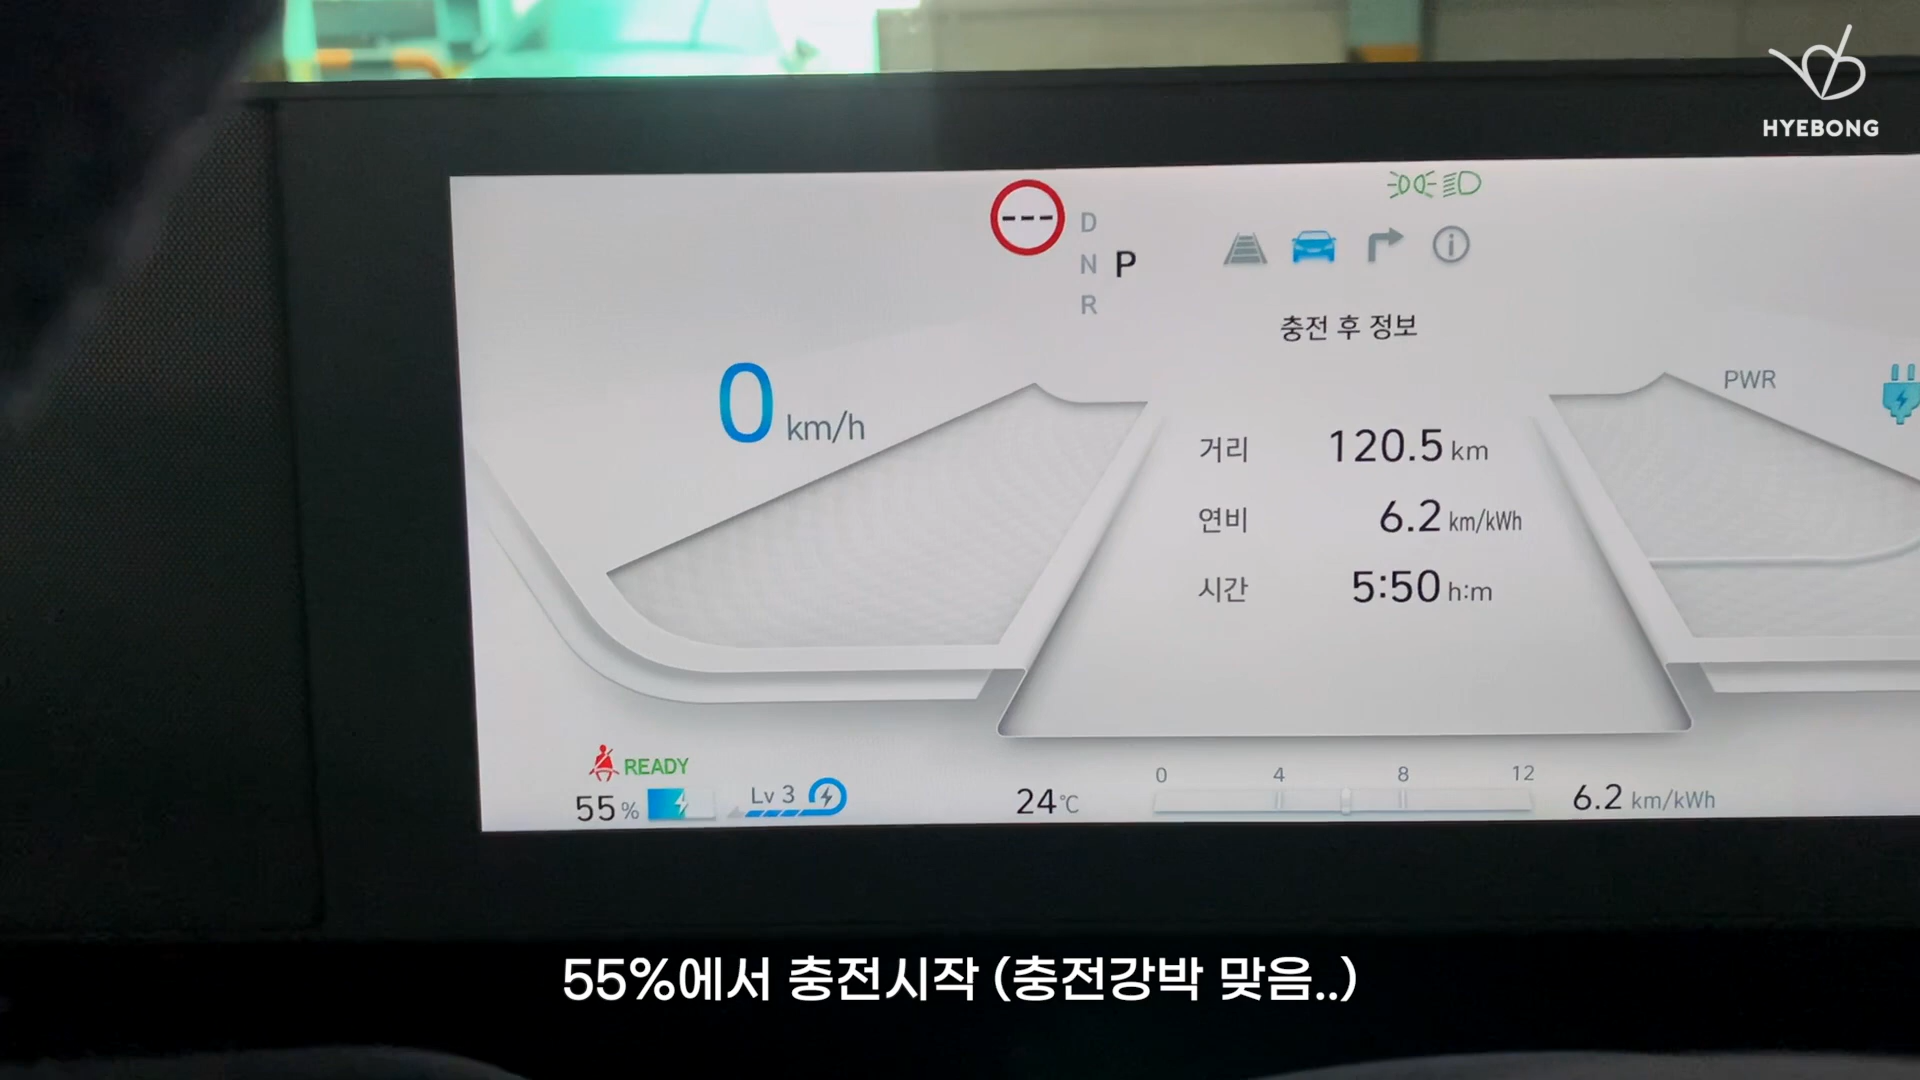 HYEBONG
---
D
N P
R
충전 후 정보
0 km/h
PWR
거리 120.5 km
연비 6.2 km/kWh
시간 5:50 h:m
READY
55 %
Lv 3
24℃
0 4 8 12
6.2 km/kWh
55%에서 충전시작 (충전강박 맞음..)